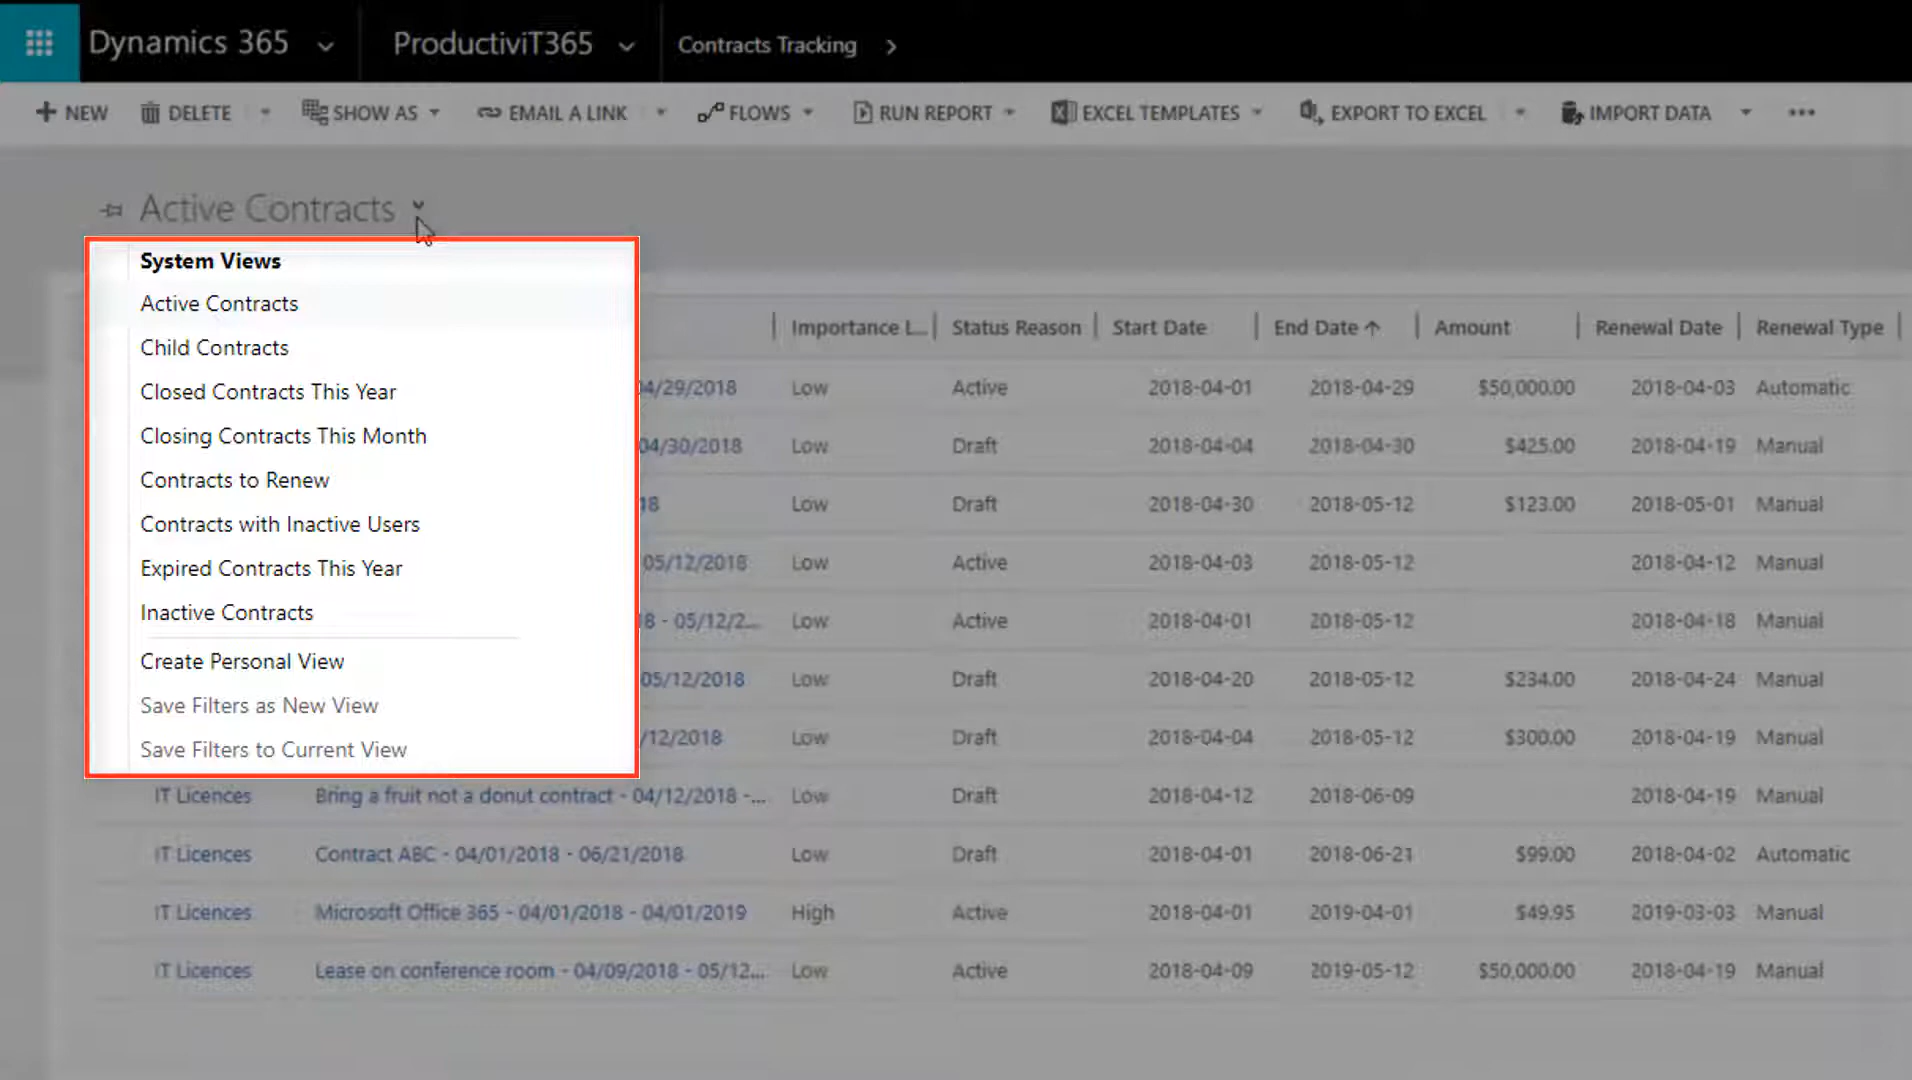 Dynamics 365 ProductiviT365 Contracts Tracking
NEW DELETE SHOW AS EMAIL A LINK FLOWS RUN REPORT EXCEL TEMPLATES EXPORT TO EXCEL IMPORT DATA
Active Contracts
System Views
Active Contracts
Child Contracts
Closed Contracts This Year
Closing Contracts This Month
Contracts to Renew
Contracts with Inactive Users
Expired Contracts This Year
Inactive Contracts
Create Personal View
Save Filters as New View
Save Filters to Current View
Importance L... Status Reason Start Date End Date ↑ Amount Renewal Date Renewal Type
04/29/2018 Low Active 2018-04-01 2018-04-29 $50,000.00 2018-04-03 Automatic
04/30/2018 Low Draft 2018-04-04 2018-04-30 $425.00 2018-04-19 Manual
18 Low Draft 2018-04-30 2018-05-12 $123.00 2018-05-01 Manual
05/12/2018 Low Active 2018-04-03 2018-05-12 2018-04-12 Manual
18 - 05/12/2... Low Active 2018-04-01 2018-05-12 2018-04-18 Manual
05/12/2018 Low Draft 2018-04-20 2018-05-12 $234.00 2018-04-24 Manual
/12/2018 Low Draft 2018-04-04 2018-05-12 $300.00 2018-04-19 Manual
IT Licences Bring a fruit not a donut contract - 04/12/2018 -... Low Draft 2018-04-12 2018-06-09 2018-04-19 Manual
IT Licences Contract ABC - 04/01/2018 - 06/21/2018 Low Draft 2018-04-01 2018-06-21 $99.00 2018-04-02 Automatic
IT Licences Microsoft Office 365 - 04/01/2018 - 04/01/2019 High Active 2018-04-01 2019-04-01 $49.95 2019-03-03 Manual
IT Licences Lease on conference room - 04/09/2018 - 05/12... Low Active 2018-04-09 2019-05-12 $50,000.00 2018-04-19 Manual